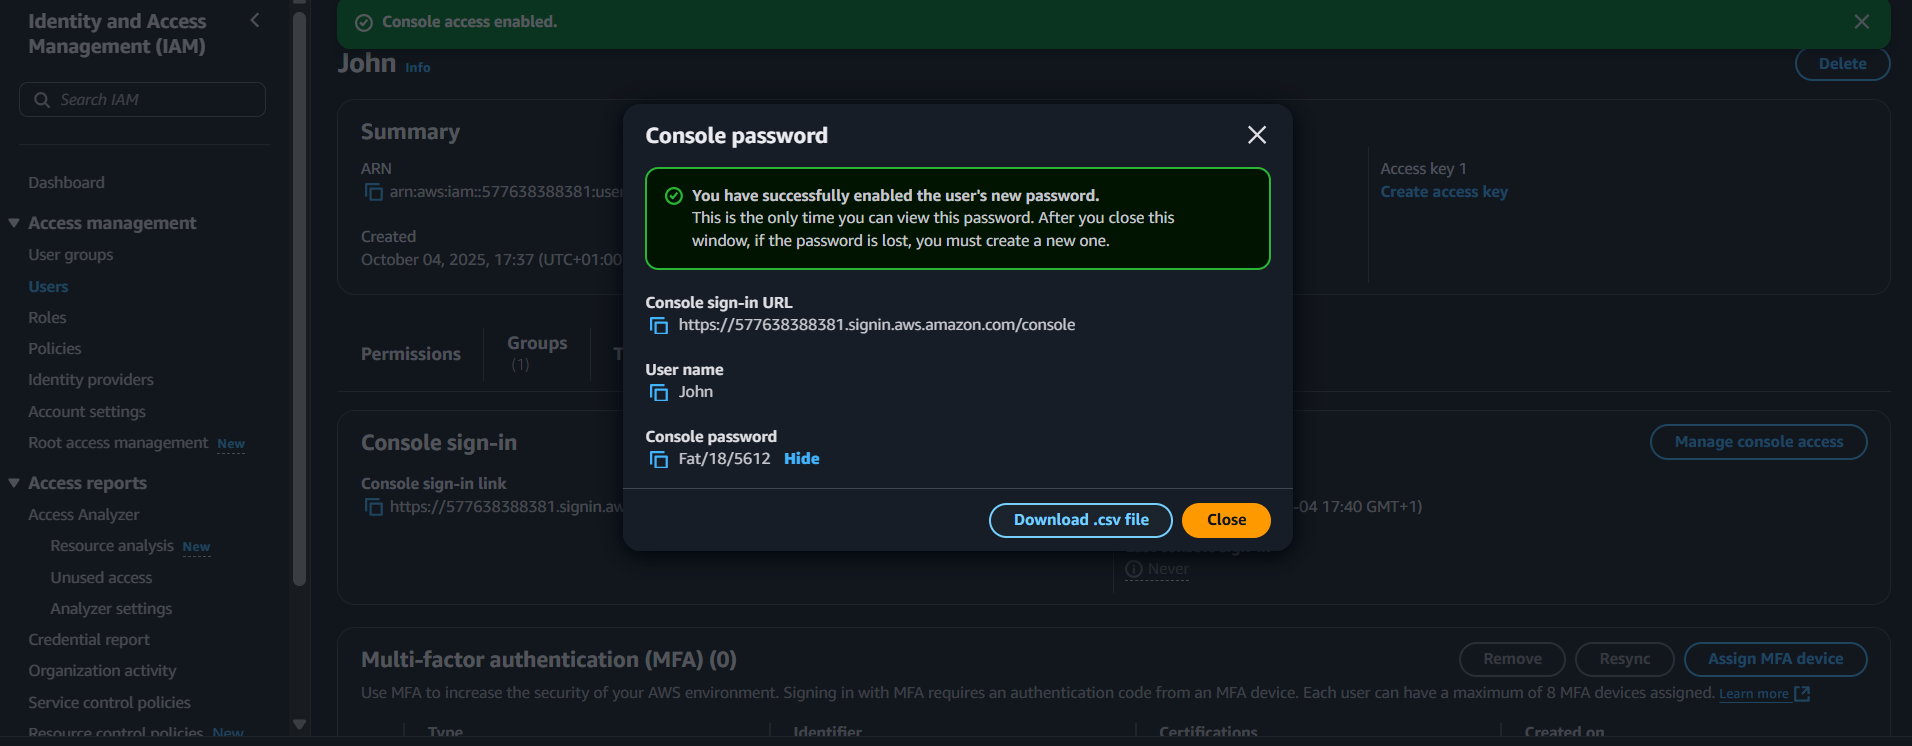 Identity and Access
Management (IAM)
Search IAM
Dashboard
Access management
User groups
Users
Roles
Policies
Identity providers
Account settings
Root access management New
Access reports
Access Analyzer
Resource analysis New
Unused access
Analyzer settings
Credential report
Organization activity
Service control policies
Resource control policies New
Console access enabled.
John Info
Delete
Summary
ARN
arn:aws:iam::577638388381:user
Created
October 04, 2025, 17:37 (UTC+01:00
Access key 1
Create access key
Permissions
Groups
(1)
T
Console password
You have successfully enabled the user's new password.
This is the only time you can view this password. After you close this
window, if the password is lost, you must create a new one.
Console sign-in URL
https://577638388381.signin.aws.amazon.com/console
User name
John
Console password
Fat/18/5612 Hide
Download .csv file
Close
Console sign-in
Manage console access
Console sign-in link
https://577638388381.signin.aw
-04 17:40 GMT+1)
Never
Multi-factor authentication (MFA) (0)
Remove
Resync
Assign MFA device
Use MFA to increase the security of your AWS environment. Signing in with MFA requires an authentication code from an MFA device. Each user can have a maximum of 8 MFA devices assigned. Learn more
Type
Identifier
Certifications
Created on